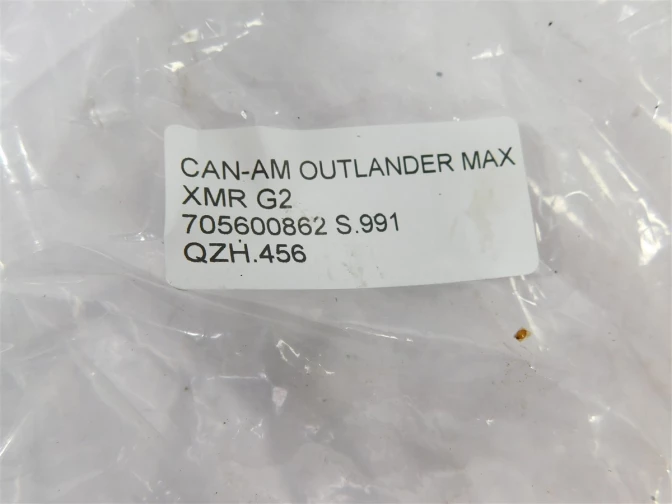 CAN-AM OUTLANDER MAX
XMR G2
705600862 S.991
QZH.456